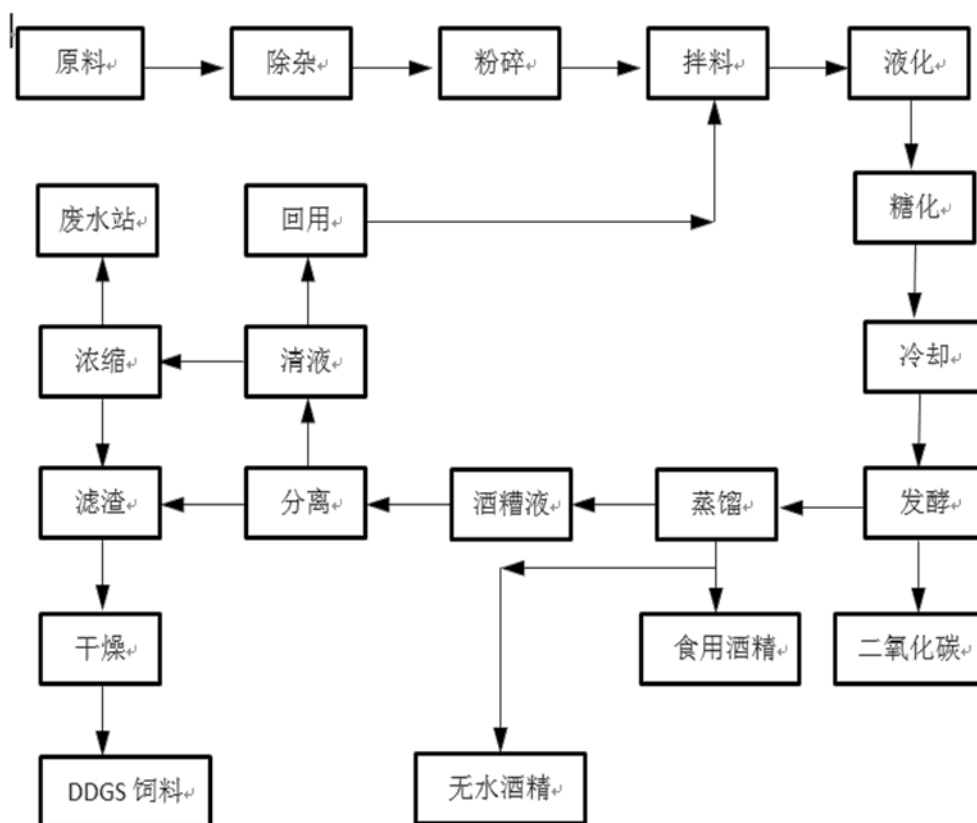 原料
除杂
粉碎
拌料
液化
废水站
回用
糖化
浓缩
清液
冷却
滤渣
分离
酒糟液
蒸馏
发酵
干燥
食用酒精
二氧化碳
DDGS 饲料
无水酒精